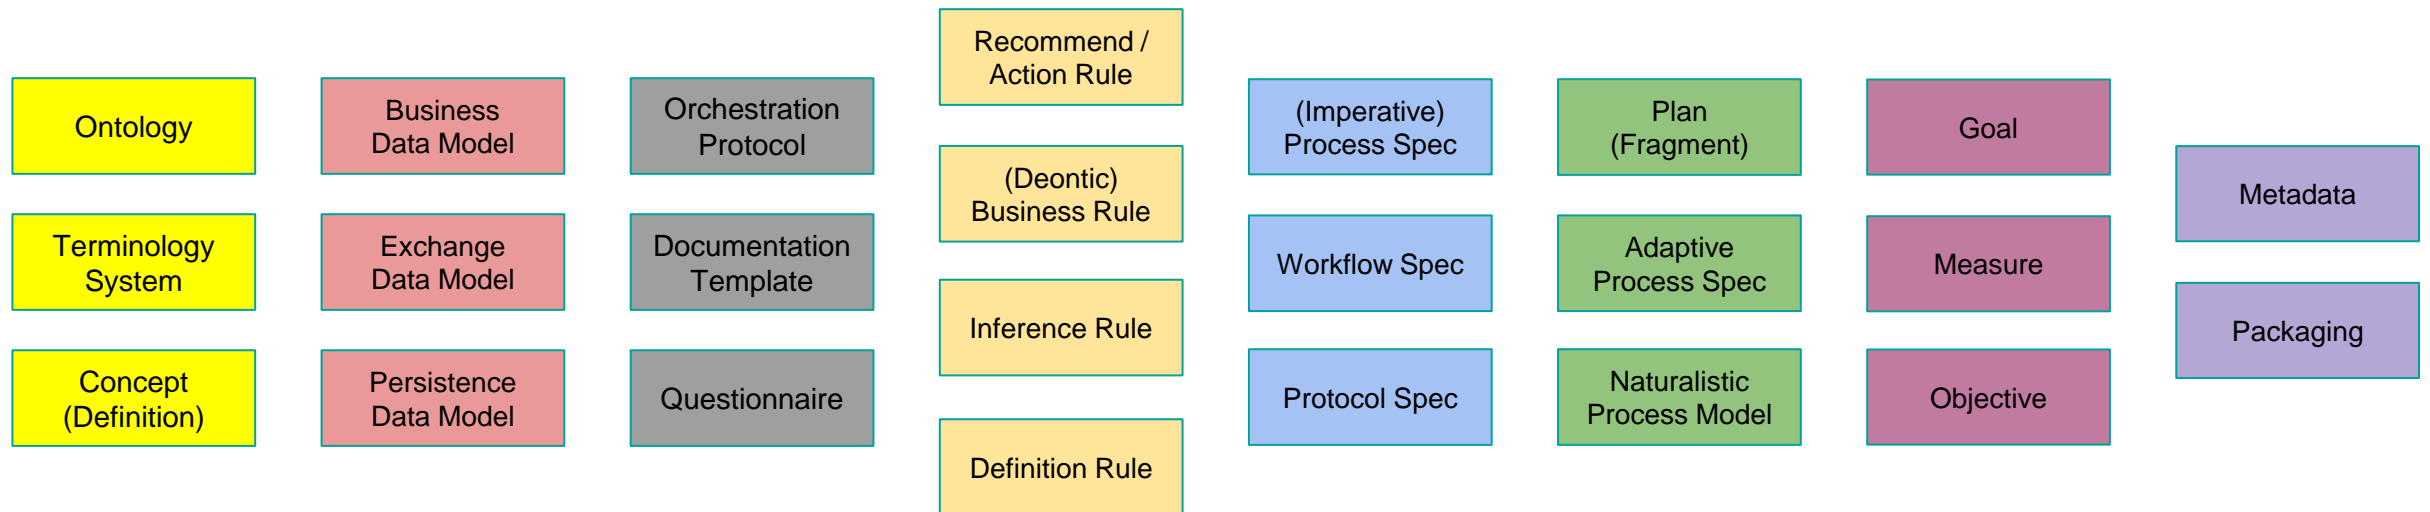 Ontology
Terminology
System
Concept
(Definition)
Business
Data Model
Exchange
Data Model
Persistence
Data Model
Orchestration
Protocol
Documentation
Template
Questionnaire
Recommend /
Action Rule
(Deontic)
Business Rule
Inference Rule
Definition Rule
(Imperative)
Process Spec
Workflow Spec
Protocol Spec
Plan
(Fragment)
Adaptive
Process Spec
Naturalistic
Process Model
Goal
Measure
Objective
Metadata
Packaging